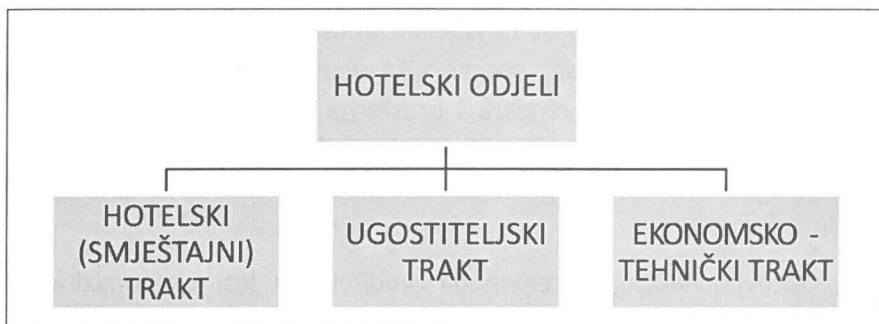 HOTELSKI ODJELI
HOTELSKI
(SMJEŠTAJNI)
TRAKT
UGOSTITELJSKI
TRAKT
EKONOMSKO -
TEHNIČKI TRAKT